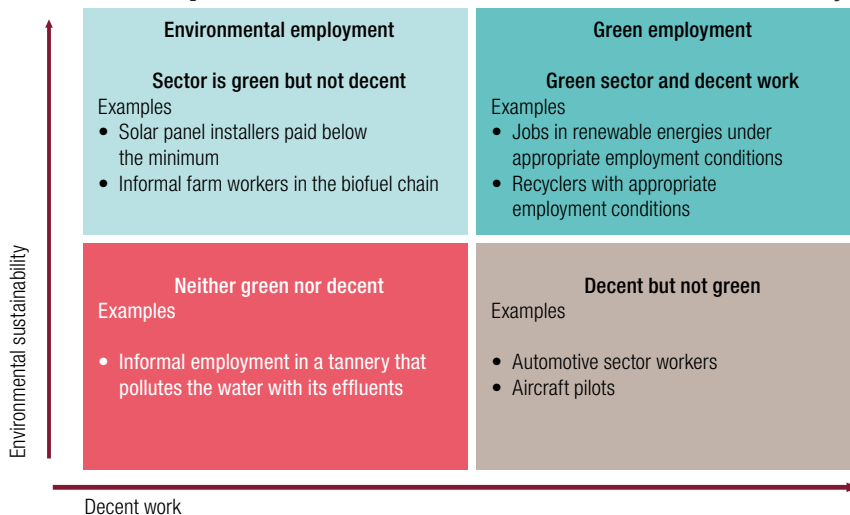 Environmental employment
Sector is green but not decent
Examples
• Solar panel installers paid below
the minimum
• Informal farm workers in the biofuel chain
Green employment
Green sector and decent work
Examples
• Jobs in renewable energies under
appropriate employment conditions
• Recyclers with appropriate
employment conditions
Neither green nor decent
Examples
• Informal employment in a tannery that
pollutes the water with its effluents
Decent but not green
Examples
• Automotive sector workers
• Aircraft pilots
Environmental sustainability
Decent work